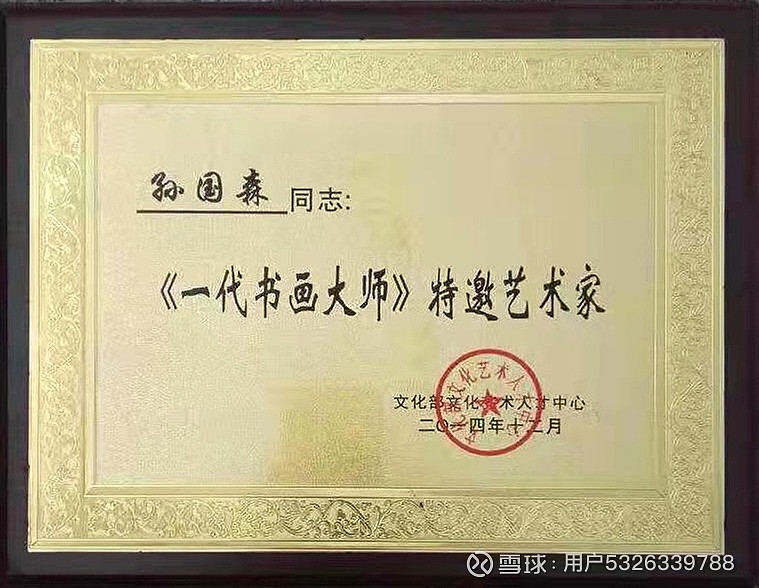 孙国森同志:
《一代书画大师》特邀艺术家
文化部文化艺术人才中心
二〇一四年十二月
雪球:用户5326339788